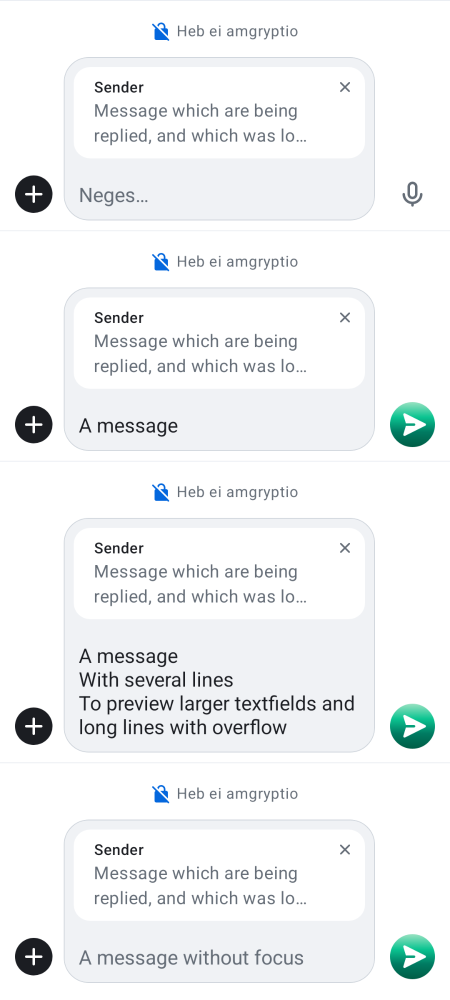 Heb ei amgryptio
Sender
Message which are being
replied, and which was lo…
Neges…
Heb ei amgryptio
Sender
Message which are being
replied, and which was lo…
A message
Heb ei amgryptio
Sender
Message which are being
replied, and which was lo…
A message
With several lines
To preview larger textfields and
long lines with overflow
Heb ei amgryptio
Sender
Message which are being
replied, and which was lo…
A message without focus